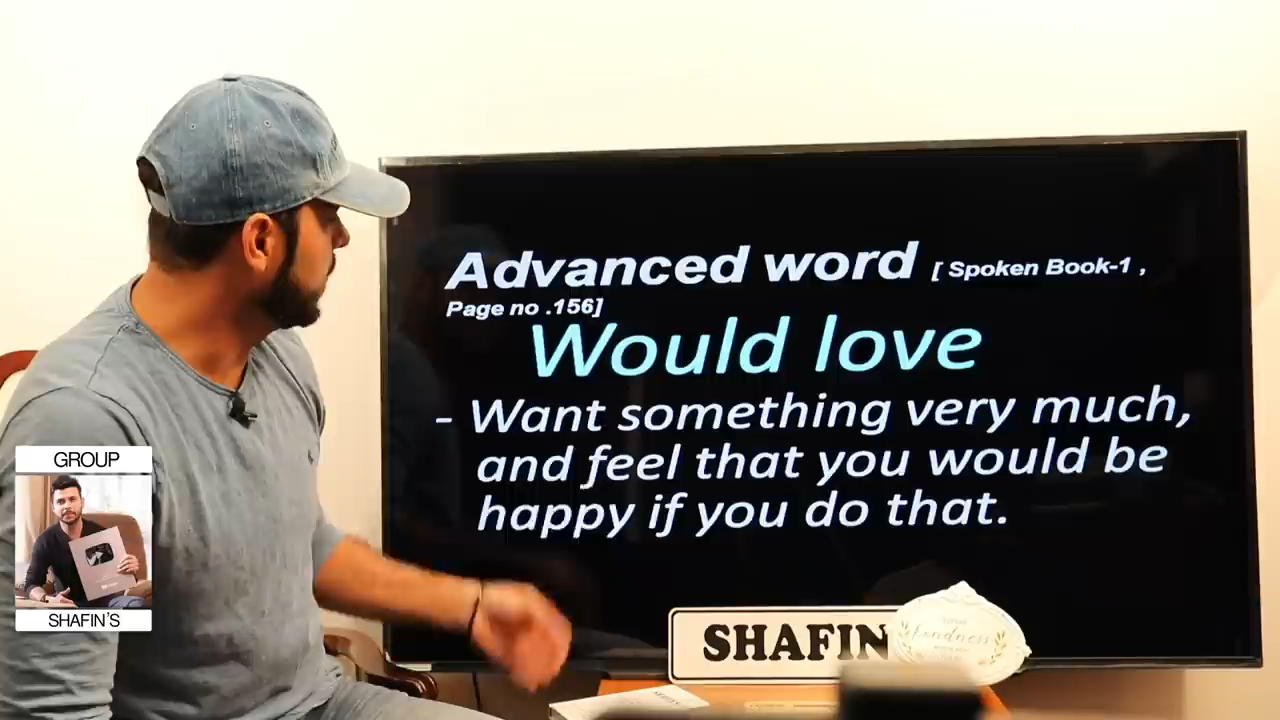 Advanced word [ Spoken Book-1 ,
Page no .156]
Would love
- Want something very much,
and feel that you would be
happy if you do that.
GROUP
SHAFIN'S
SHAFIN
kindness